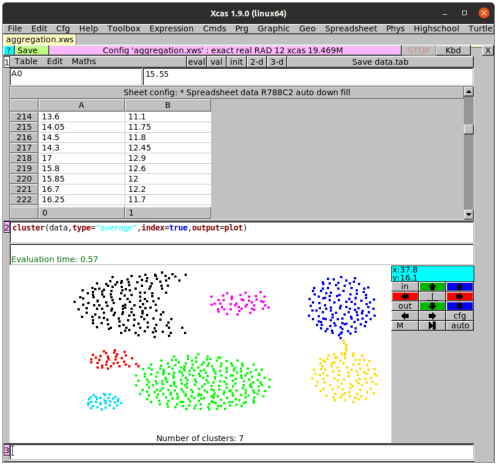 Xcas 1.9.0 (linux64)
File Edit Cfg Help Toolbox Expression Cmds Prg Graphic Geo Spreadsheet Phys Highschool Turtle
aggregation.xws
? Save Config 'aggregation.xws' : exact real RAD 12 xcas 19.469M STOP Kbd X
1 Table Edit Maths eval val init 2-d 3-d Save data.tab
A0 15.55
Sheet config: * Spreadsheet data R788C2 auto down fill
A B
214 13.6 11.1
215 14.05 11.75
216 14.5 11.8
217 14.3 12.45
218 17 12.9
219 15.8 12.6
220 15.85 12
221 16.7 12.2
222 16.25 11.7
0 1
2 cluster(data,type="average",index=true,output=plot)
Evaluation time: 0.57
x:37.8
y:16.1
in
out
cfg
M auto
Number of clusters: 7
3